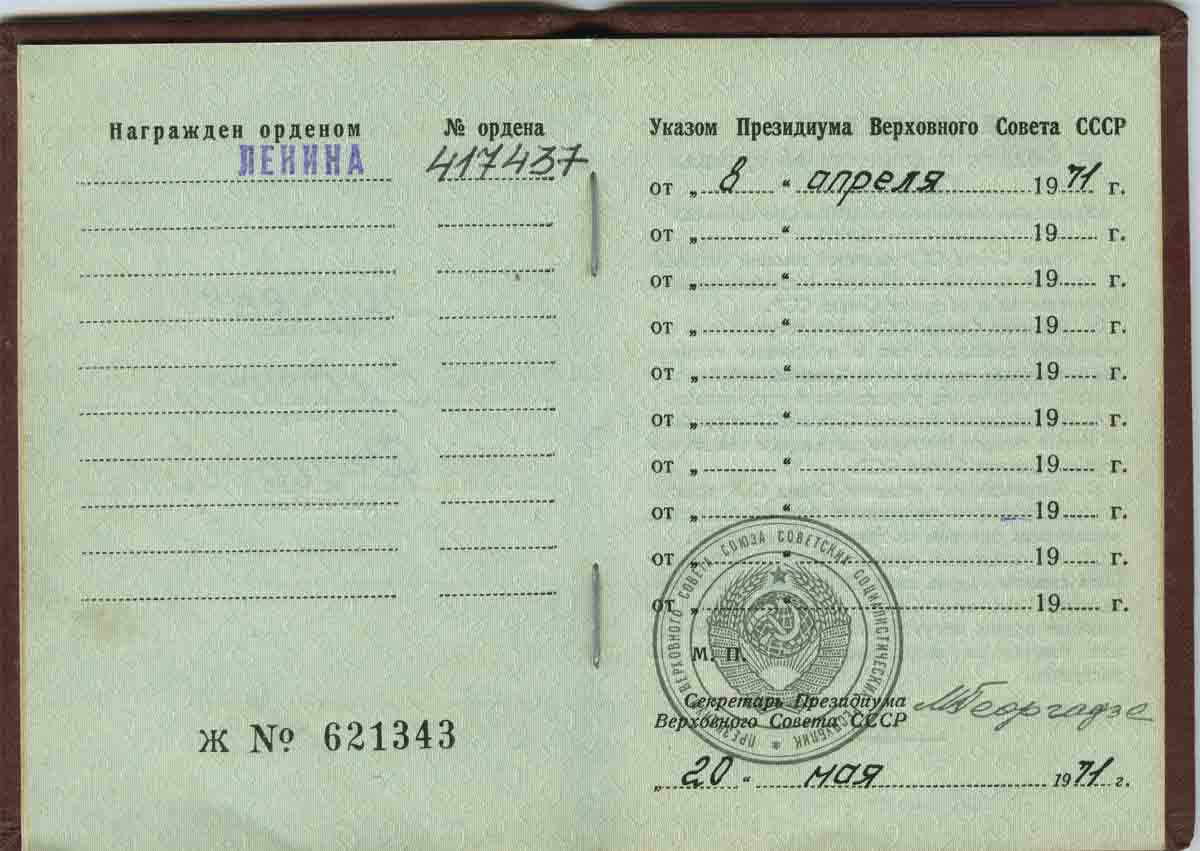 Награжден орденом № ордена
ЛЕНИНА 417437
Ж № 621343
Указом Президиума Верховного Совета СССР
от „ 8 “ апреля 1971 г.
от „ “ 19 г.
от „ “ 19 г.
от „ “ 19 г.
от „ “ 19 г.
от „ “ 19 г.
от „ “ 19 г.
от „ “ 19 г.
от „ “ 19 г.
от „ “ 19 г.
ПРЕЗИДИУМ ВЕРХОВНОГО СОВЕТА СОЮЗА СОВЕТСКИХ СОЦИАЛИСТИЧЕСКИХ РЕСПУБЛИК
М. П.
Секретарь Президиума
Верховного Совета СССР МГеоргадзе
„ 20 “ мая 1971 г.